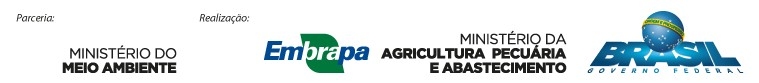 Parceria:
MINISTÉRIO DO
MEIO AMBIENTE
Realização:
Embrapa
MINISTÉRIO DA
AGRICULTURA PECUÁRIA
E ABASTECIMENTO
BRASIL
GOVERNO FEDERAL